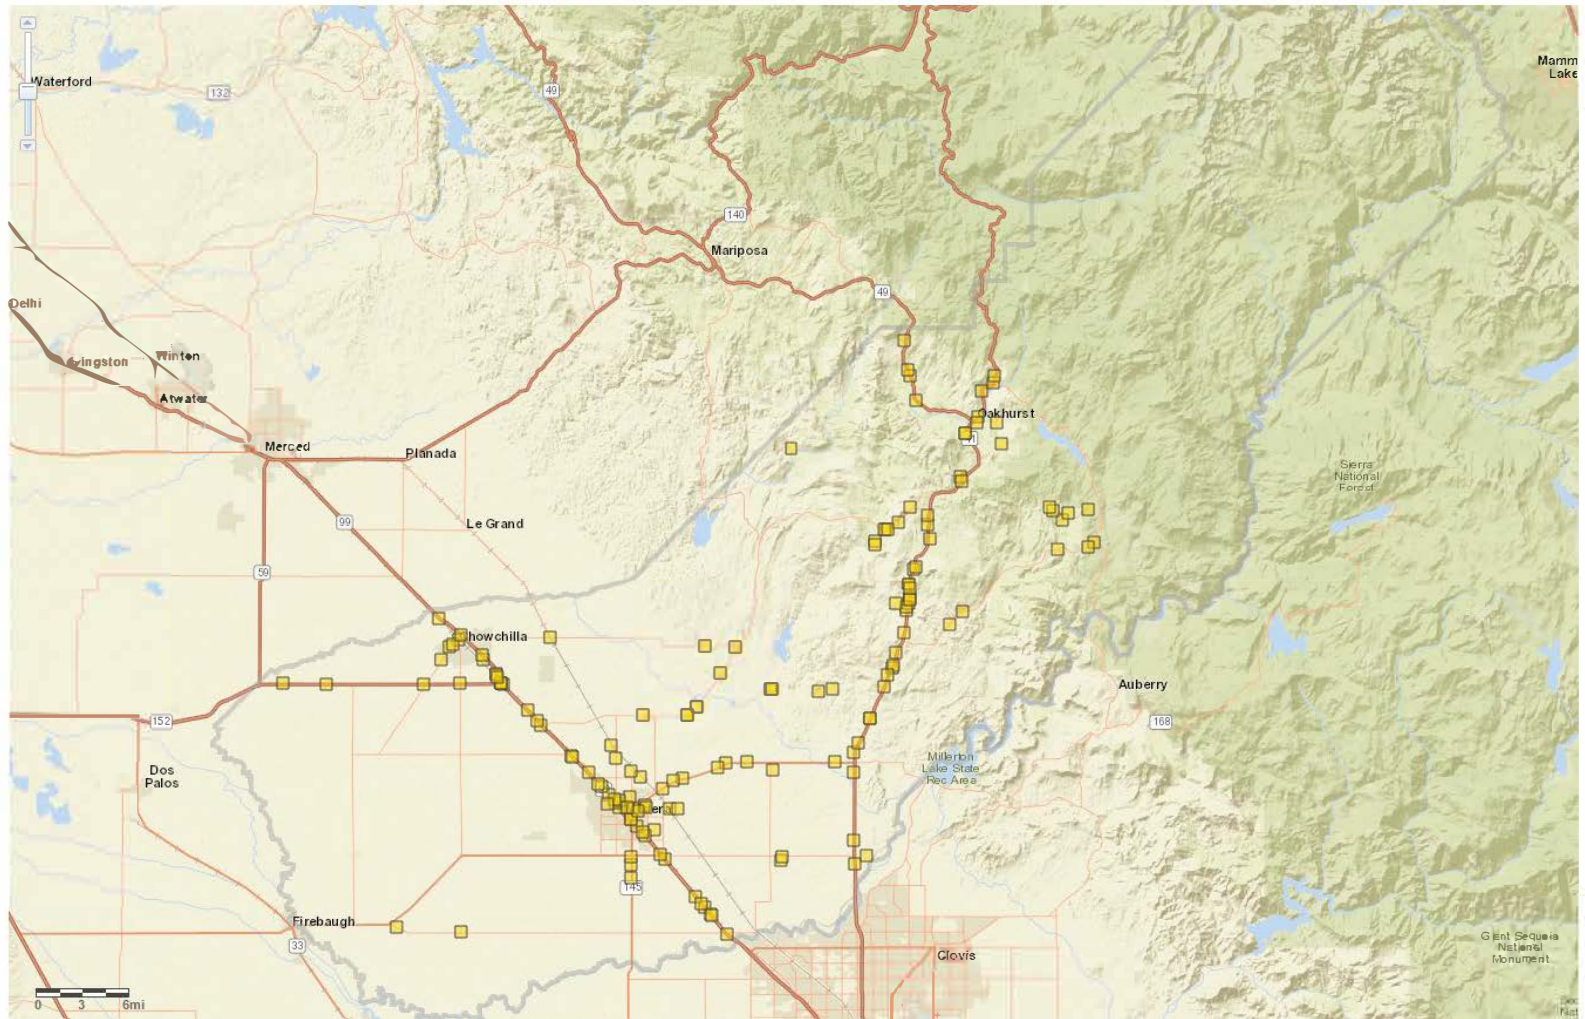 Waterford
132
49
Mamm
Lake
140
Mariposa
49
Delhi
Winton
Atwater
Merced
Planada
Oakhurst
Sierra
National
Forest
99
Le Grand
59
Auberry
152
168
Dos
Palos
Millerton
Lake State
Rec Area
145
Firebaugh
33
Clovis
Giant Sequoia
National
Monument
0 3 6mi